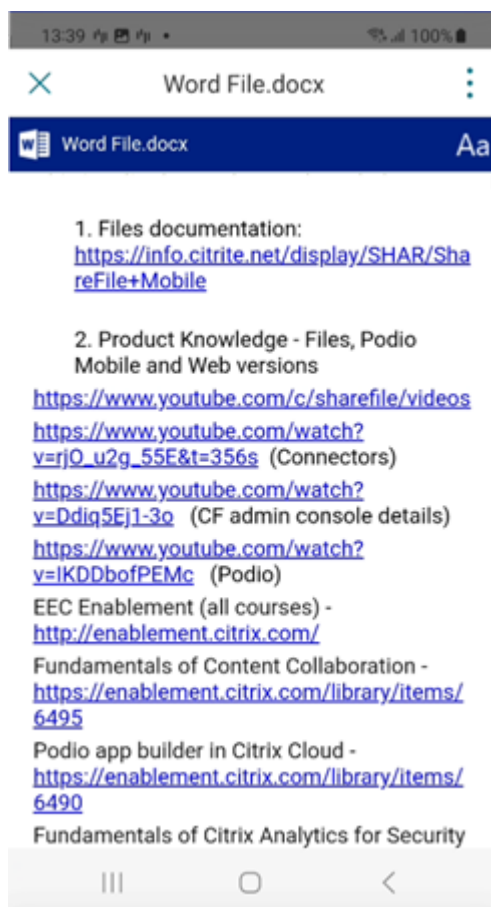 13:39
100%
Word File.docx
Word File.docx
Aa
1. Files documentation:
https://info.citrite.net/display/SHAR/Sha
reFile+Mobile
2. Product Knowledge - Files, Podio
Mobile and Web versions
https://www.youtube.com/c/sharefile/videos
https://www.youtube.com/watch?
v=rjO_u2g_55E&t=356s (Connectors)
https://www.youtube.com/watch?
v=Ddiq5Ej1-3o (CF admin console details)
https://www.youtube.com/watch?
v=IKDDbofPEMc (Podio)
EEC Enablement (all courses) -
http://enablement.citrix.com/
Fundamentals of Content Collaboration -
https://enablement.citrix.com/library/items/
6495
Podio app builder in Citrix Cloud -
https://enablement.citrix.com/library/items/
6490
Fundamentals of Citrix Analytics for Security